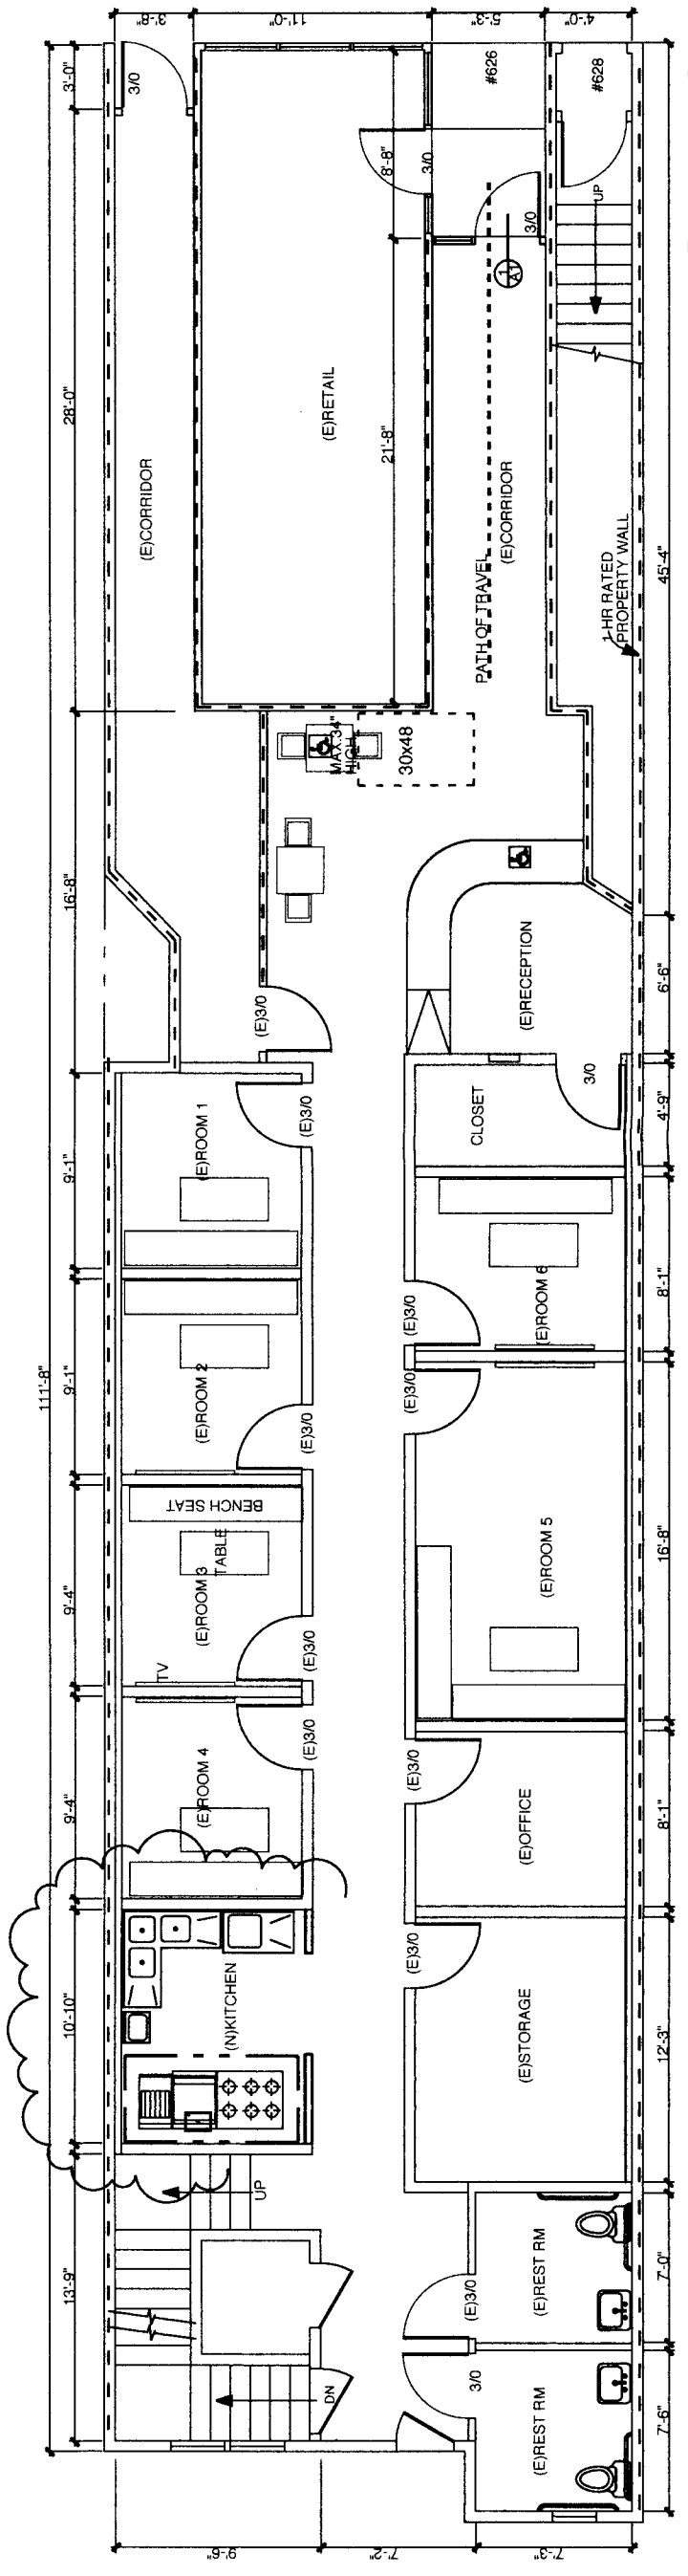 3'-8"
11'-0"
5'-3"
4'-0"
3'-0"
3/0
#626
#628
8'-8"
3/0
3/0
UP
1
A1
28'-0"
(E)CORRIDOR
(E)RETAIL
21'-8"
PATH OF TRAVEL
(E)CORRIDOR
1-HR RATED
PROPERTY WALL
45'-4"
MAX.34"
HIGH
30x48
16'-8"
(E)3/0
(E)RECEPTION
6'-6"
111'-8"
9'-1"
(E)ROOM 1
(E)3/0
CLOSET
3/0
4'-9"
9'-1"
(E)ROOM 2
(E)3/0
(E)3/0
(E)ROOM 6
8'-1"
(E)3/0
9'-4"
BENCH SEAT
TABLE
(E)ROOM 3
TV
(E)3/0
(E)ROOM 5
16'-8"
9'-4"
(E)ROOM 4
(E)3/0
(E)3/0
(E)OFFICE
8'-1"
10'-10"
(N)KITCHEN
(E)3/0
(E)STORAGE
12'-3"
13'-9"
UP
DN
(E)3/0
(E)REST RM
7'-0"
3/0
(E)REST RM
7'-6"
9'-6"
7'-2"
7'-3"